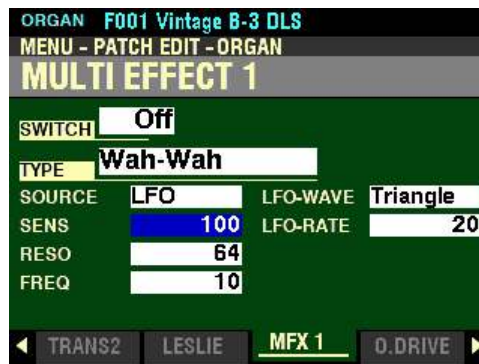 ORGAN F001 Vintage B-3 DLS
MENU - PATCH EDIT - ORGAN
MULTI EFFECT 1
SWITCH Off
TYPE Wah-Wah
SOURCE LFO LFO-WAVE Triangle
SENS 100 LFO-RATE 20
RESO 64
FREQ 10
TRANS2 LESLIE MFX 1 O.DRIVE